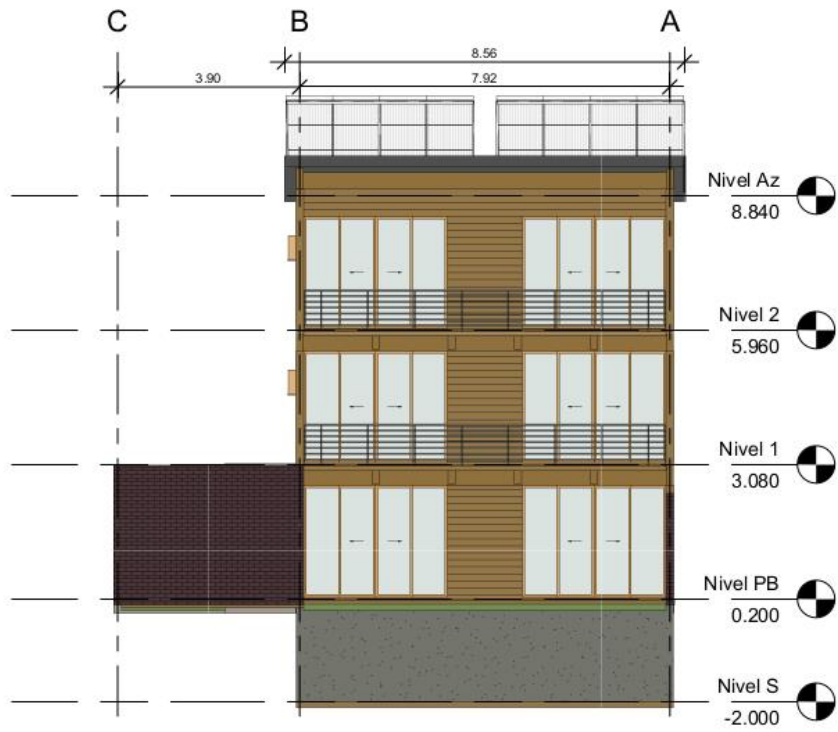 C B A
8.56
3.90 7.92
Nivel Az
8.840
Nivel 2
5.960
Nivel 1
3.080
Nivel PB
0.200
Nivel S
-2.000